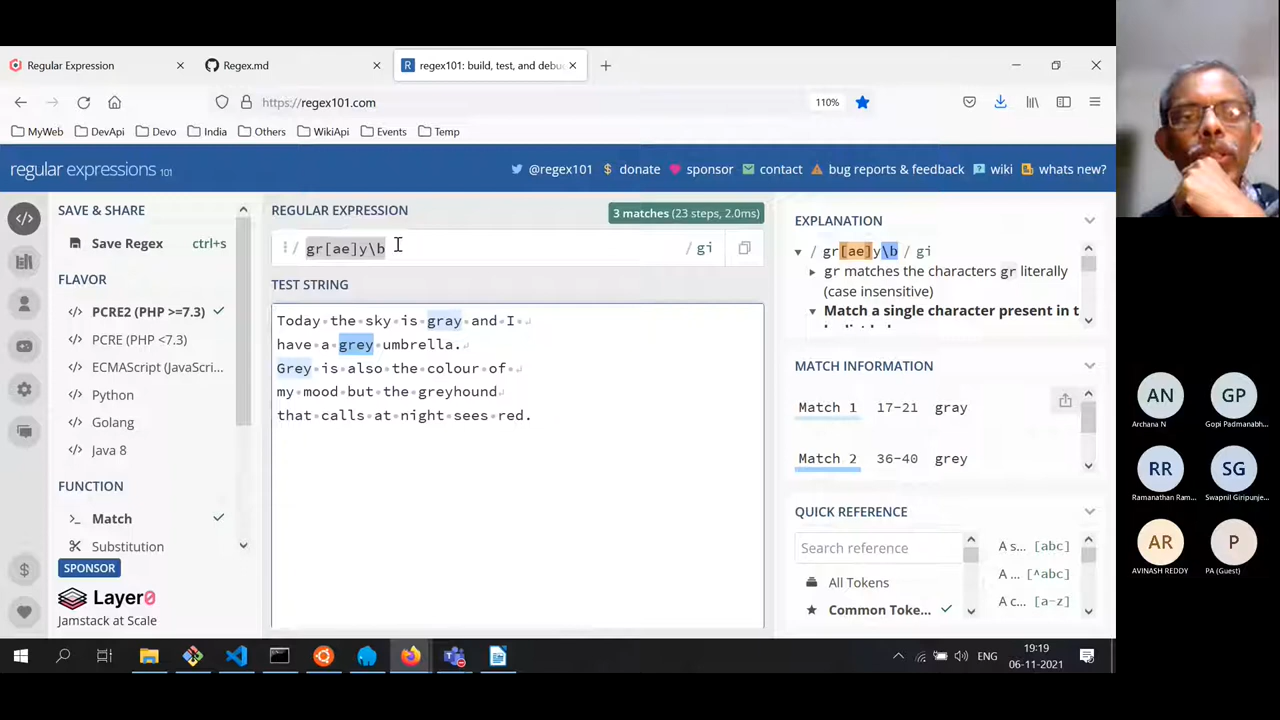 Regular Expression
Regex.md
regex101: build, test, and debu
https://regex101.com
110%
MyWeb
DevApi
Devo
India
Others
WikiApi
Events
Temp
regular expressions 101
@regex101
donate
sponsor
contact
bug reports & feedback
wiki
whats new?
SAVE & SHARE
Save Regex ctrl+s
FLAVOR
PCRE2 (PHP >=7.3)
PCRE (PHP <7.3)
ECMAScript (JavaScri...
Python
Golang
Java 8
FUNCTION
Match
Substitution
SPONSOR
Layer0
Jamstack at Scale
REGULAR EXPRESSION
3 matches (23 steps, 2.0ms)
/ gr[ae]y\b / gi
TEST STRING
Today the sky is gray and I
have a grey umbrella.
Grey is also the colour of
my mood but the greyhound
that calls at night sees red.
EXPLANATION
/ gr[ae]y\b / gi
gr matches the characters gr literally
(case insensitive)
Match a single character present in t
MATCH INFORMATION
Match 1 17-21 gray
Match 2 36-40 grey
QUICK REFERENCE
Search reference
All Tokens
Common Toke...
A s... [abc]
A ... [^abc]
A c... [a-z]
AN
Archana N
GP
Gopi Padmanabh...
RR
Ramanathan Ram...
SG
Swapnil Giripunje...
AR
AVINASH REDDY
P
PA (Guest)
ENG
19:19
06-11-2021